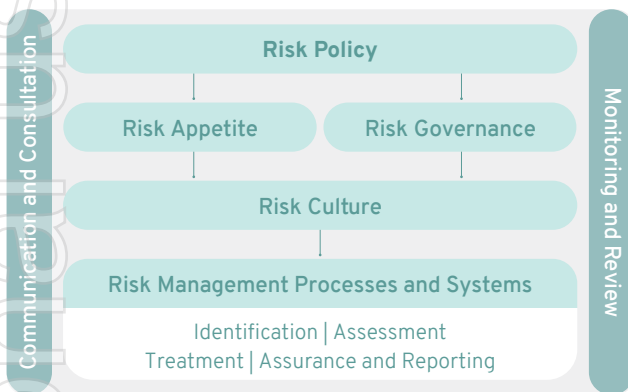 Communication and Consultation
Risk Policy
Risk Appetite
Risk Governance
Risk Culture
Risk Management Processes and Systems
Identification | Assessment
Treatment | Assurance and Reporting
Monitoring and Review